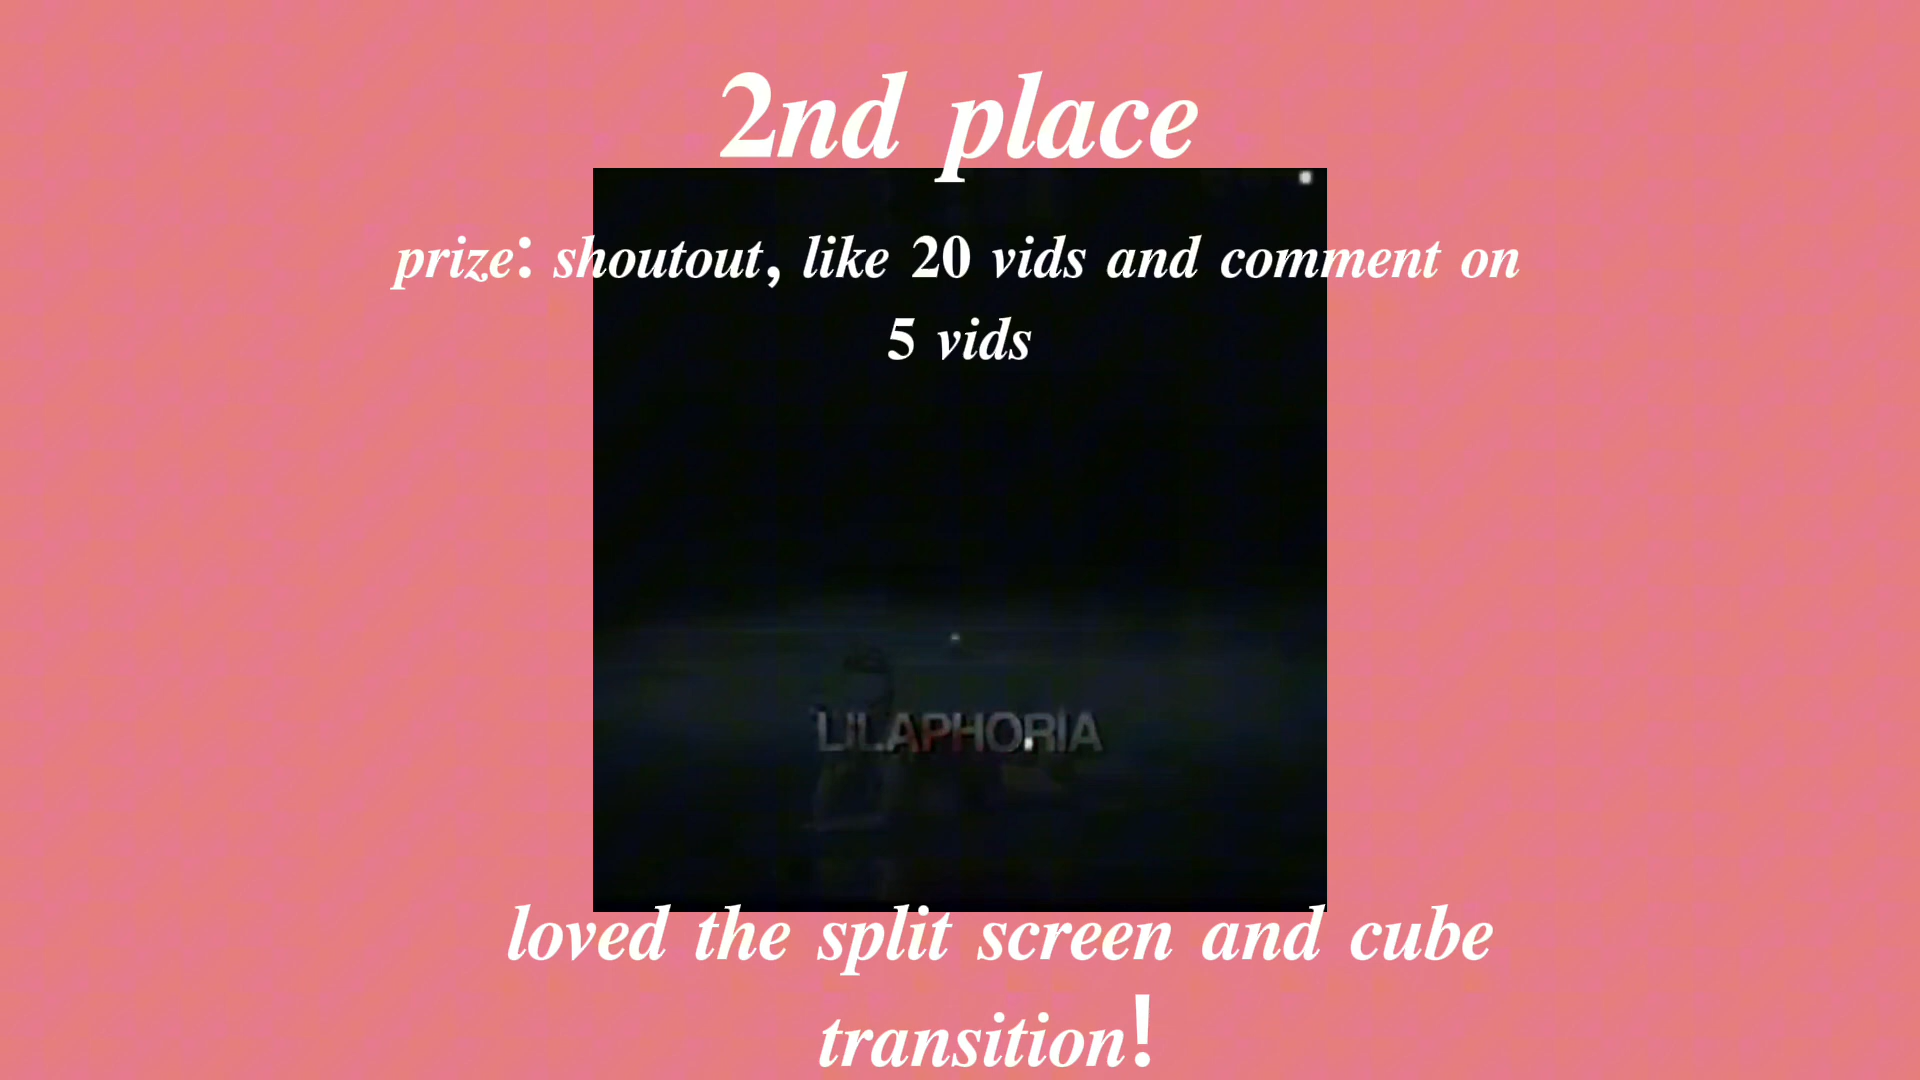 2nd place
prize: shoutout, like 20 vids and comment on
5 vids
LILAPHORIA
loved the split screen and cube
transition!